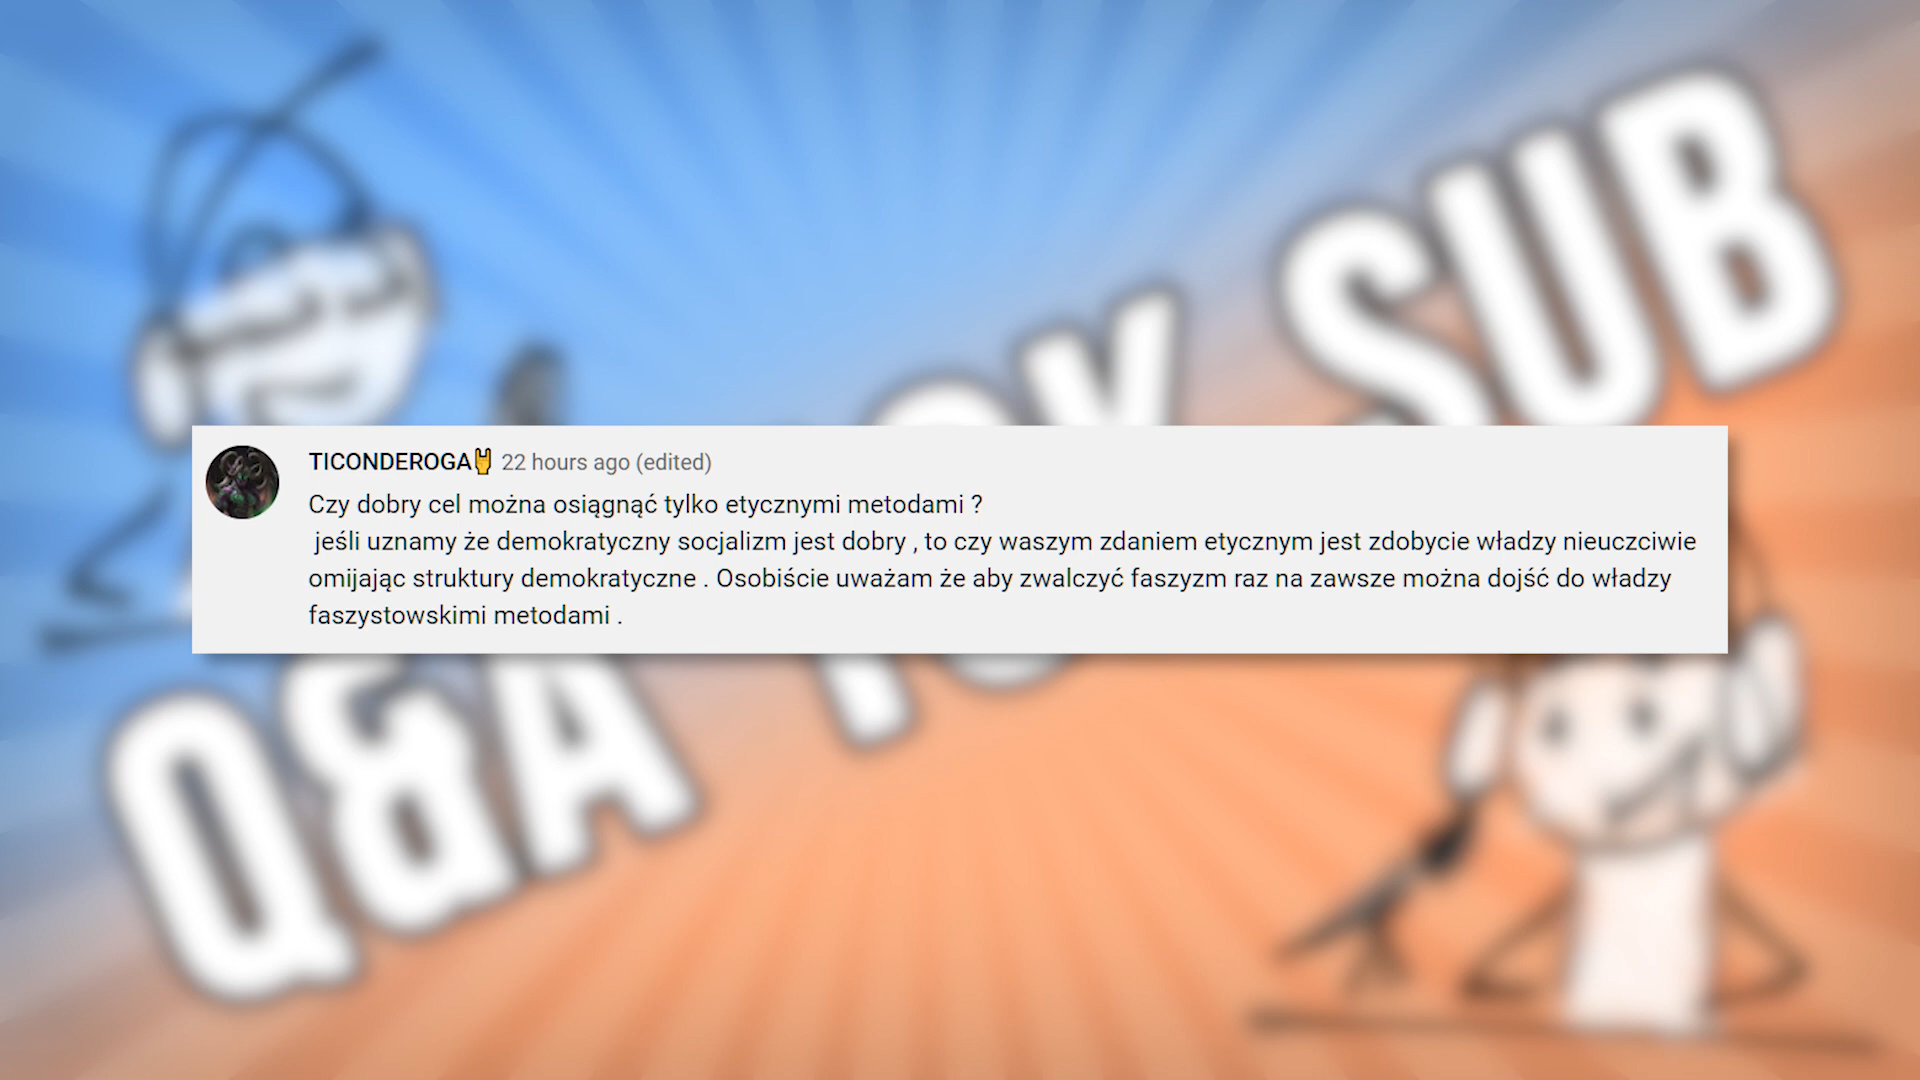 TICONDEROGA🤘 22 hours ago (edited)
Czy dobry cel można osiągnąć tylko etycznymi metodami ?
jeśli uznamy że demokratyczny socjalizm jest dobry , to czy waszym zdaniem etycznym jest zdobycie władzy nieuczciwie
omijając struktury demokratyczne . Osobiście uważam że aby zwalczyć faszyzm raz na zawsze można dojść do władzy
faszystowskimi metodami .
Q&A
SUB